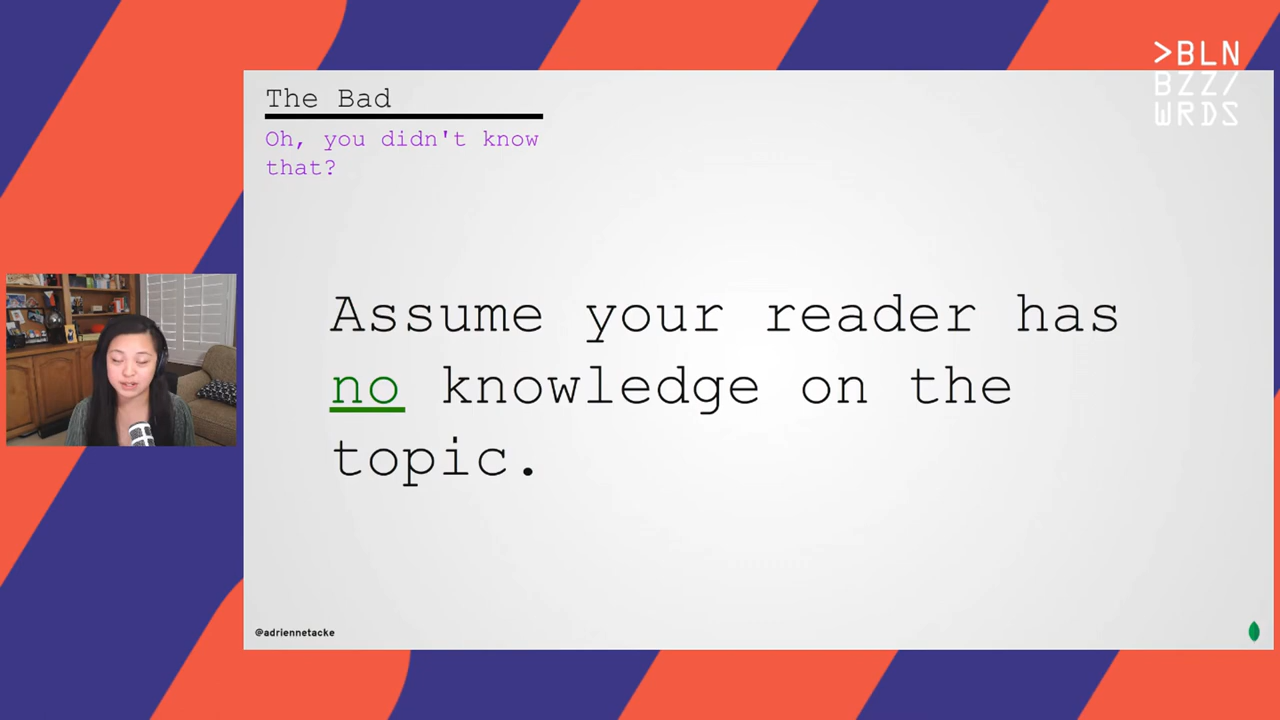 >BLN
BZZ/
WRDS
The Bad
Oh, you didn't know
that?
Assume your reader has
no knowledge on the
topic.
@adriennetacke